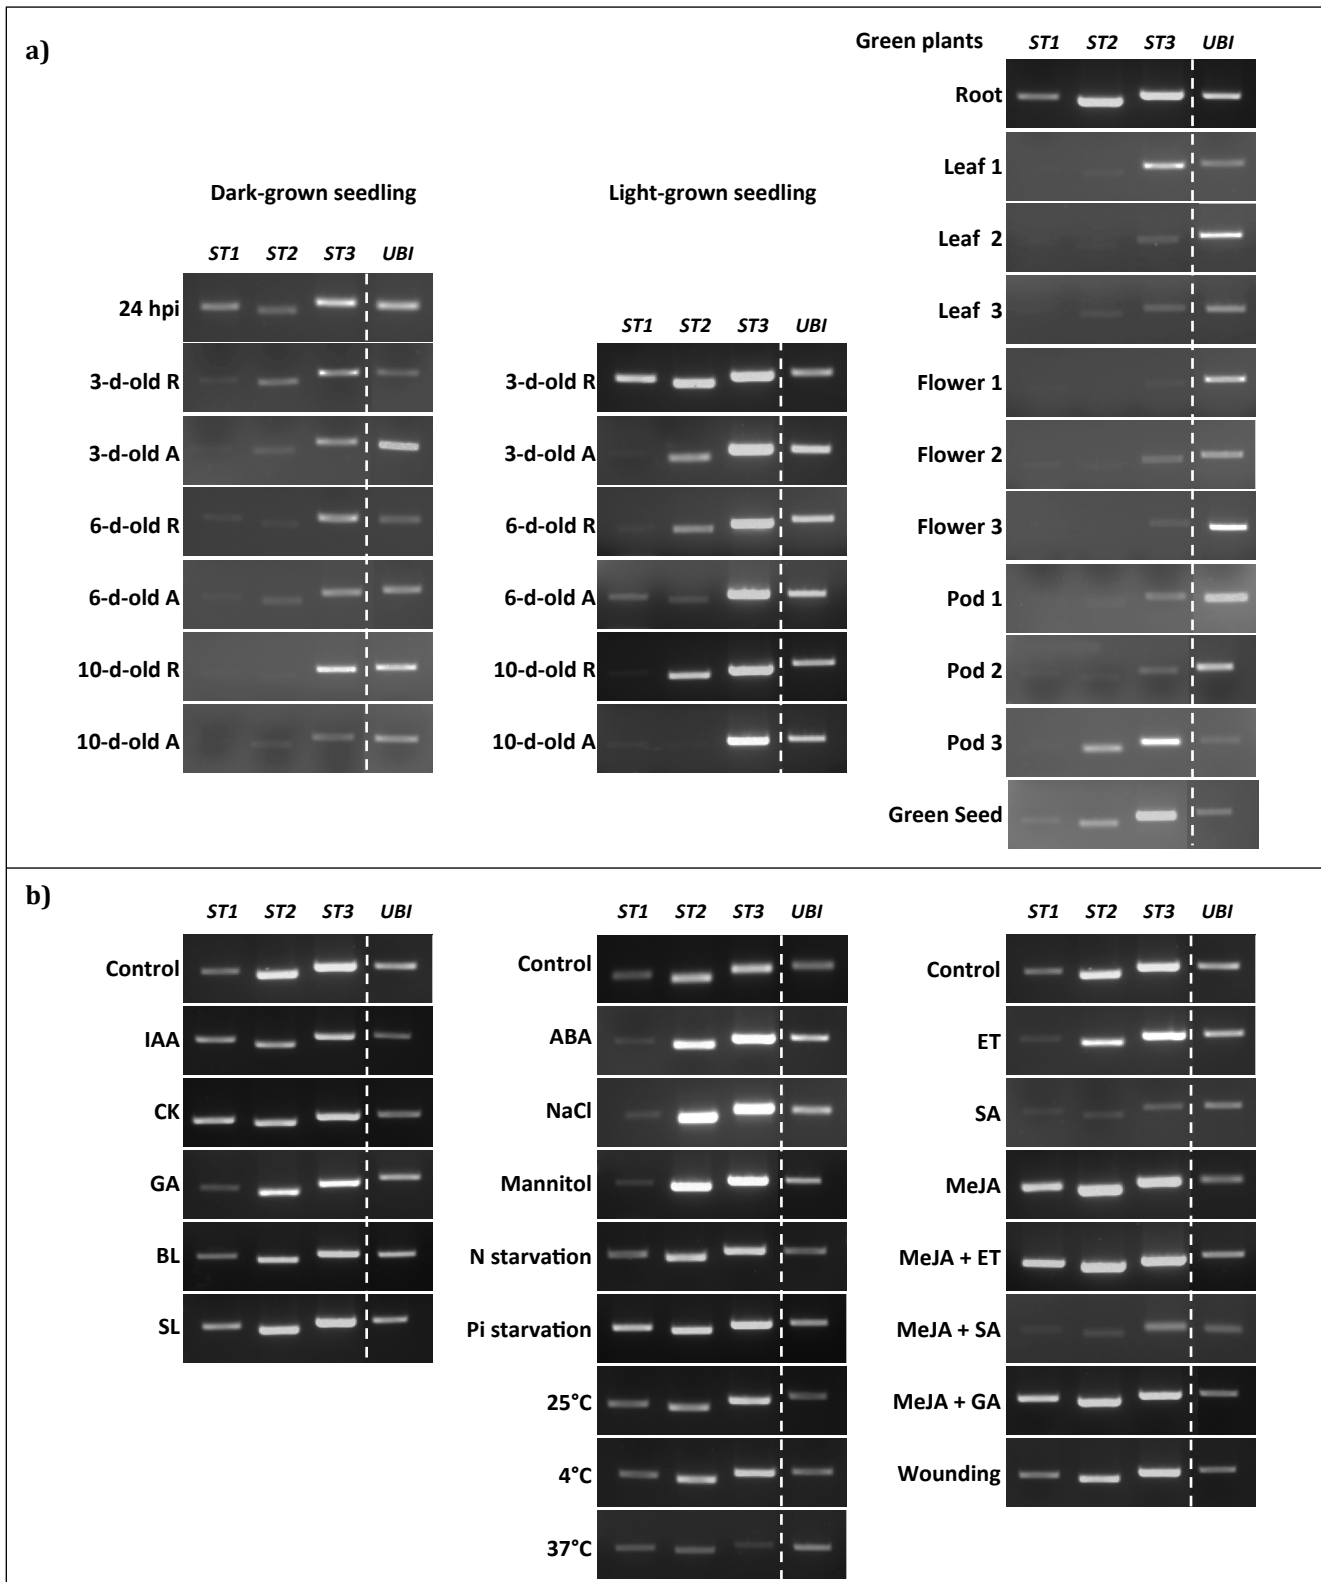 a)
Dark-grown seedling
ST1 ST2 ST3 UBI
24 hpi
3-d-old R
3-d-old A
6-d-old R
6-d-old A
10-d-old R
10-d-old A
Light-grown seedling
ST1 ST2 ST3 UBI
3-d-old R
3-d-old A
6-d-old R
6-d-old A
10-d-old R
10-d-old A
Green plants ST1 ST2 ST3 UBI
Root
Leaf 1
Leaf 2
Leaf 3
Flower 1
Flower 2
Flower 3
Pod 1
Pod 2
Pod 3
Green Seed
b)
ST1 ST2 ST3 UBI
Control
IAA
CK
GA
BL
SL
ST1 ST2 ST3 UBI
Control
ABA
NaCl
Mannitol
N starvation
Pi starvation
25°C
4°C
37°C
ST1 ST2 ST3 UBI
Control
ET
SA
MeJA
MeJA + ET
MeJA + SA
MeJA + GA
Wounding